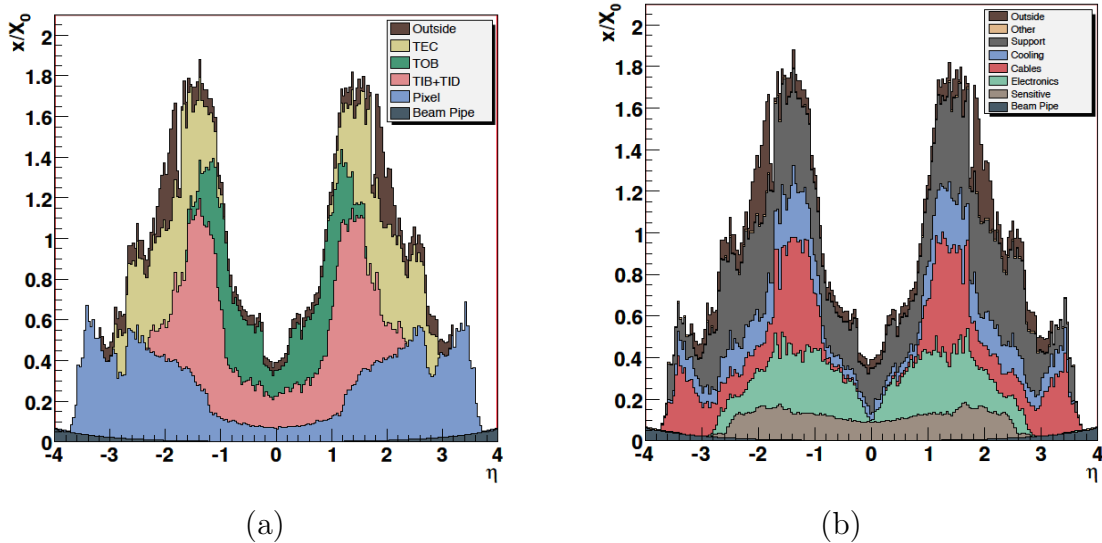 x/X0
2
1.8
1.6
1.4
1.2
1
0.8
0.6
0.4
0.2
0
-4 -3 -2 -1 0 1 2 3 4
η
Outside
TEC
TOB
TIB+TID
Pixel
Beam Pipe
(a)
x/X0
2
1.8
1.6
1.4
1.2
1
0.8
0.6
0.4
0.2
0
-4 -3 -2 -1 0 1 2 3 4
η
Outside
Other
Support
Cooling
Cables
Electronics
Sensitive
Beam Pipe
(b)